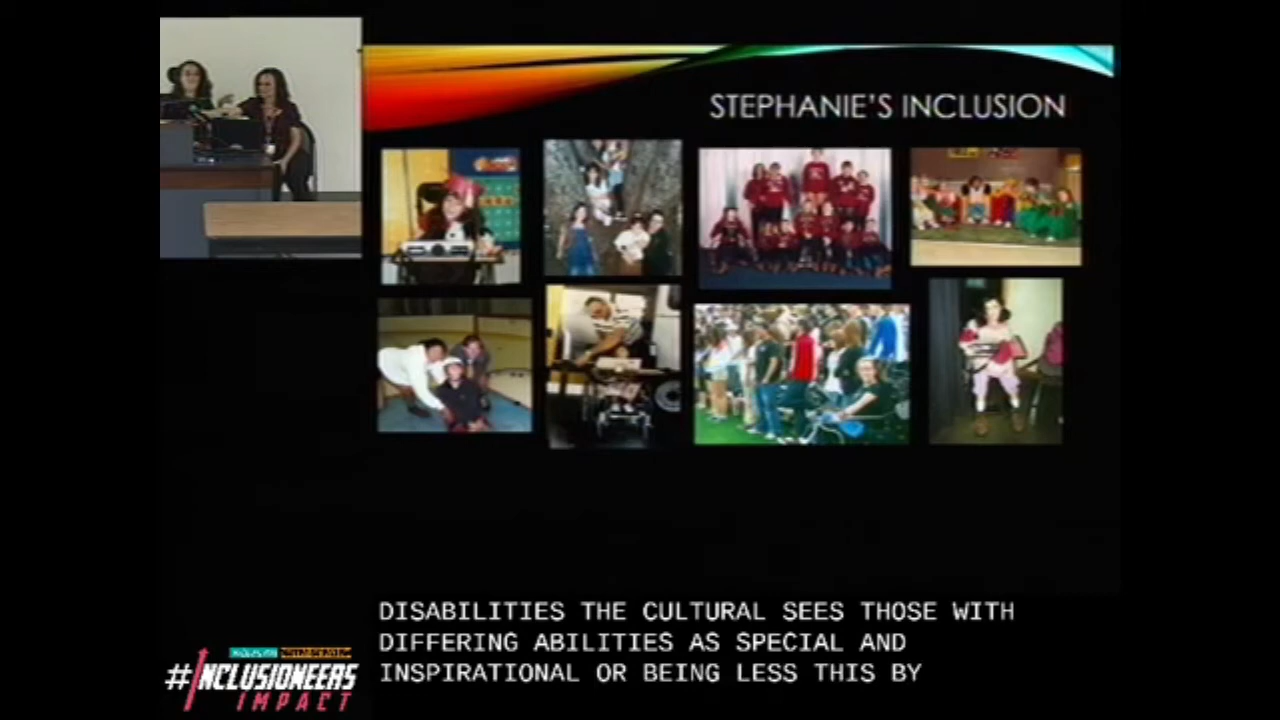 STEPHANIE'S INCLUSION
DISABILITIES THE CULTURAL SEES THOSE WITH
DIFFERING ABILITIES AS SPECIAL AND
INSPIRATIONAL OR BEING LESS THIS BY
#INCLUSIONEERS
IMPACT